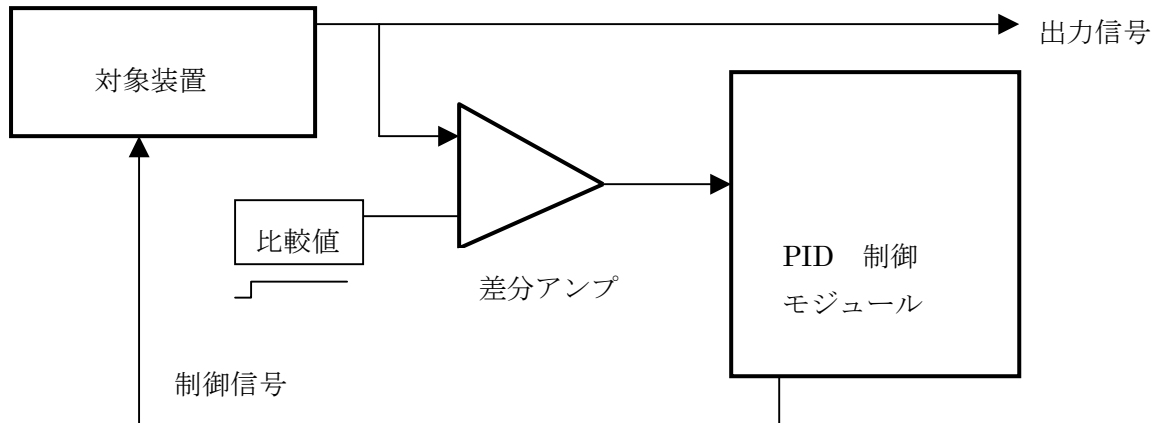 出力信号
対象装置
比較値
差分アンプ
PID 制御
モジュール
制御信号